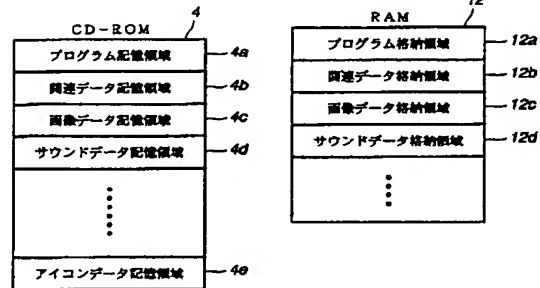 4
CD-ROM
プログラム記憶領域 4a
関連データ記憶領域 4b
画像データ記憶領域 4c
サウンドデータ記憶領域 4d
アイコンデータ記憶領域 4e
12
RAM
プログラム格納領域 12a
関連データ格納領域 12b
画像データ格納領域 12c
サウンドデータ格納領域 12d